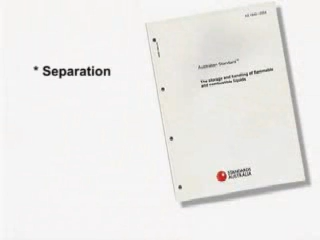 * Separation
Australian Standard™
The storage and handling of flammable
and combustible liquids
STANDARDS
AUSTRALIA